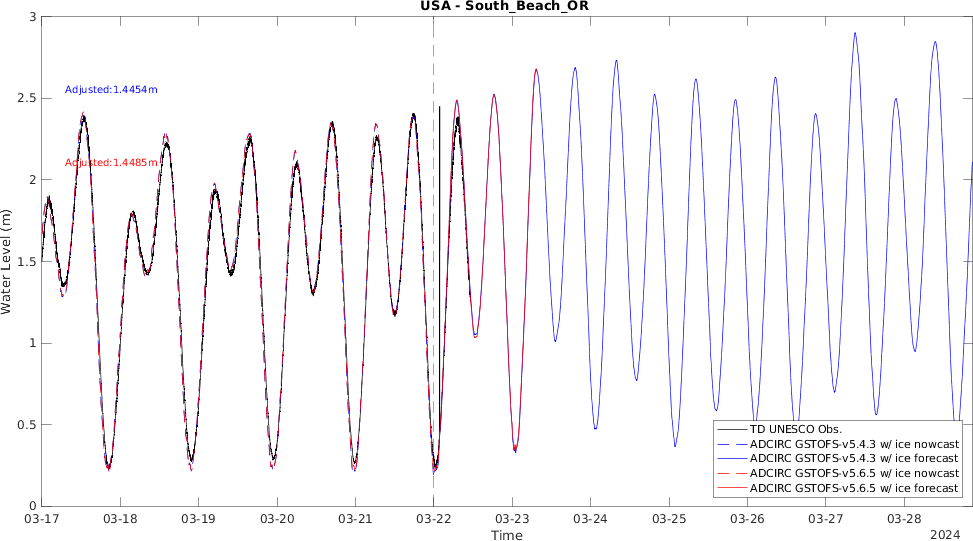 USA - South_Beach_OR
3
2.5
2
1.5
1
0.5
0
Water Level (m)
Adjusted:1.4454m
Adjusted:1.4485m
TD UNESCO Obs.
ADCIRC GSTOFS-v5.4.3 w/ ice nowcast
ADCIRC GSTOFS-v5.4.3 w/ ice forecast
ADCIRC GSTOFS-v5.6.5 w/ ice nowcast
ADCIRC GSTOFS-v5.6.5 w/ ice forecast
03-17 03-18 03-19 03-20 03-21 03-22 03-23 03-24 03-25 03-26 03-27 03-28
Time
2024